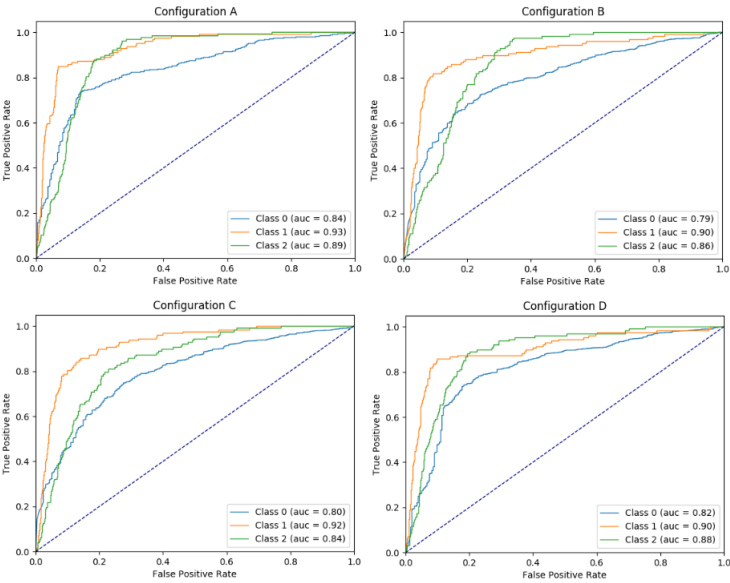 Configuration A
True Positive Rate
1.0
0.8
0.6
0.4
0.2
0.0
Class 0 (auc = 0.84)
Class 1 (auc = 0.93)
Class 2 (auc = 0.89)
0.0 0.2 0.4 0.6 0.8 1.0
False Positive Rate
Configuration B
True Positive Rate
1.0
0.8
0.6
0.4
0.2
0.0
Class 0 (auc = 0.79)
Class 1 (auc = 0.90)
Class 2 (auc = 0.86)
0.0 0.2 0.4 0.6 0.8 1.0
False Positive Rate
Configuration C
True Positive Rate
1.0
0.8
0.6
0.4
0.2
0.0
Class 0 (auc = 0.80)
Class 1 (auc = 0.92)
Class 2 (auc = 0.84)
0.0 0.2 0.4 0.6 0.8 1.0
False Positive Rate
Configuration D
True Positive Rate
1.0
0.8
0.6
0.4
0.2
0.0
Class 0 (auc = 0.82)
Class 1 (auc = 0.90)
Class 2 (auc = 0.88)
0.0 0.2 0.4 0.6 0.8 1.0
False Positive Rate